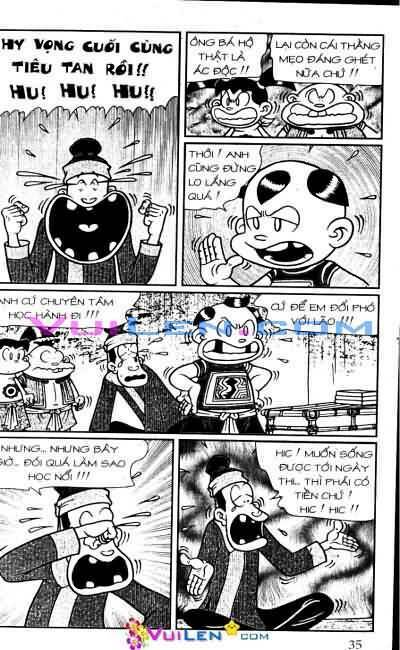 HY VỌNG CUỐI CÙNG
TIÊU TAN RỒI!!
HU! HU! HU!!
ÔNG BÁ HỘ
THẬT LÀ
ÁC ĐỘC!!
LẠI CÒN CÁI THẰNG
MẸO ĐÁNG GHÉT
NỮA CHỨ!
THÔI! ANH
CŨNG ĐỪNG
LO LẮNG
QUÁ!
ANH CỨ CHUYÊN TÂM
HỌC HÀNH ĐI!
CỨ ĐỂ EM ĐỐI PHÓ
VỚI LÃO!!!
VUILEN.COM
NHƯNG... NHƯNG BÂY
GIỜ... ĐÓI QUÁ LÀM SAO
HỌC NỔI!!!
HIC! MUỐN SỐNG
ĐƯỢC TỚI NGÀY
THI... THÌ PHẢI CÓ
TIỀN CHỨ!
HIC! HIC!!
VUILEN.COM
35